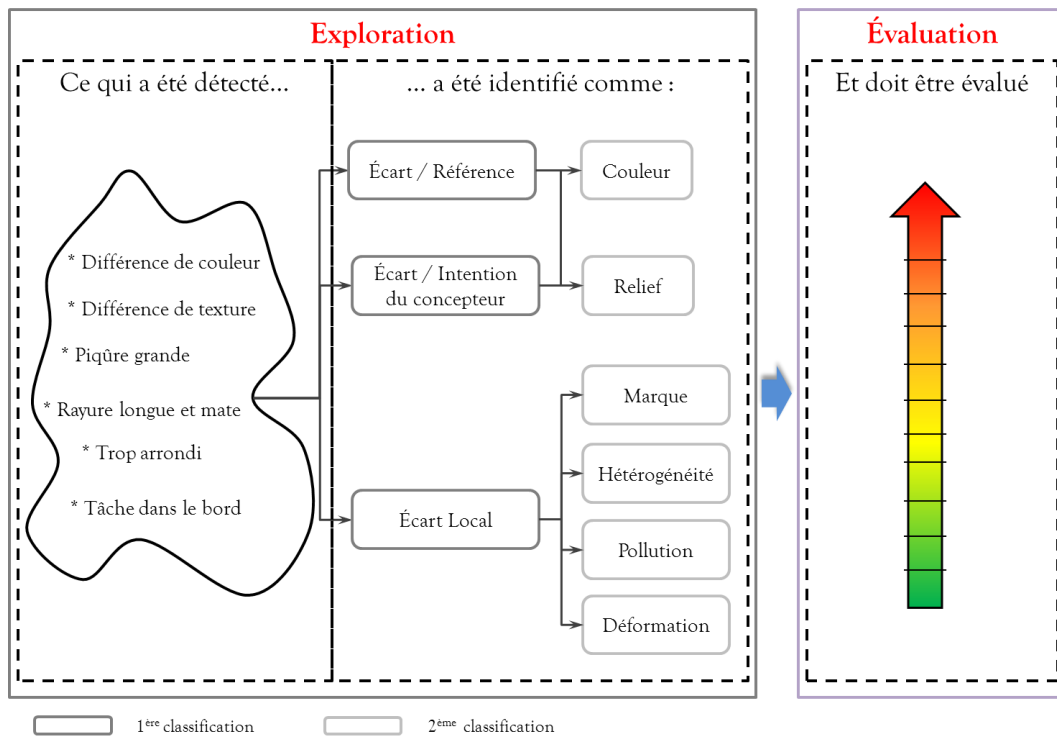 Exploration
Ce qui a été détecté...
... a été identifié comme :
* Différence de couleur
* Différence de texture
* Piqûre grande
* Rayure longue et mate
* Trop arrondi
* Tâche dans le bord
Écart / Référence
Écart / Intention
du concepteur
Écart Local
Couleur
Relief
Marque
Hétérogénéité
Pollution
Déformation
Évaluation
Et doit être évalué
1ère classification
2ème classification